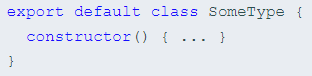 export default class SomeType {
  constructor() { ... }
}